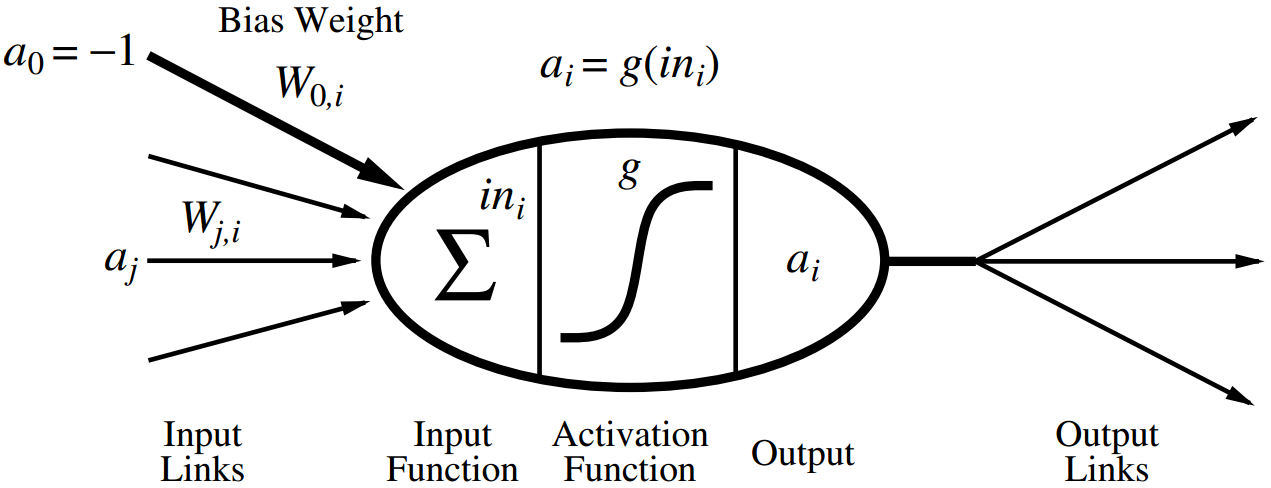 Bias Weight
a₀ = −1
W₀,ᵢ
aᵢ = g(inᵢ)
g
inᵢ
Wⱼ,ᵢ
aⱼ
Σ
aᵢ
Input
Links
Input
Function
Activation
Function
Output
Output
Links